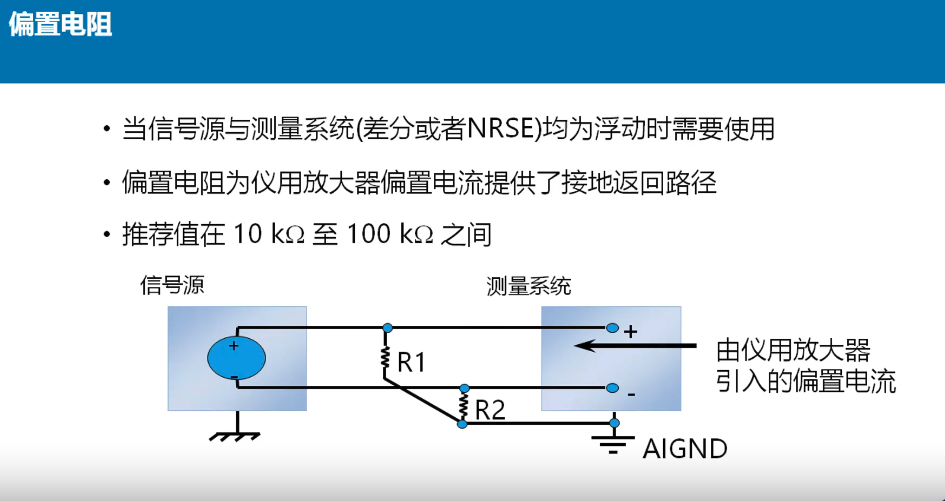 偏置电阻
• 当信号源与测量系统(差分或者NRSE)均为浮动时需要使用
• 偏置电阻为仪用放大器偏置电流提供了接地返回路径
• 推荐值在 10 kΩ 至 100 kΩ 之间
信号源
测量系统
+
-
R1
R2
+
-
由仪用放大器
引入的偏置电流
AIGND